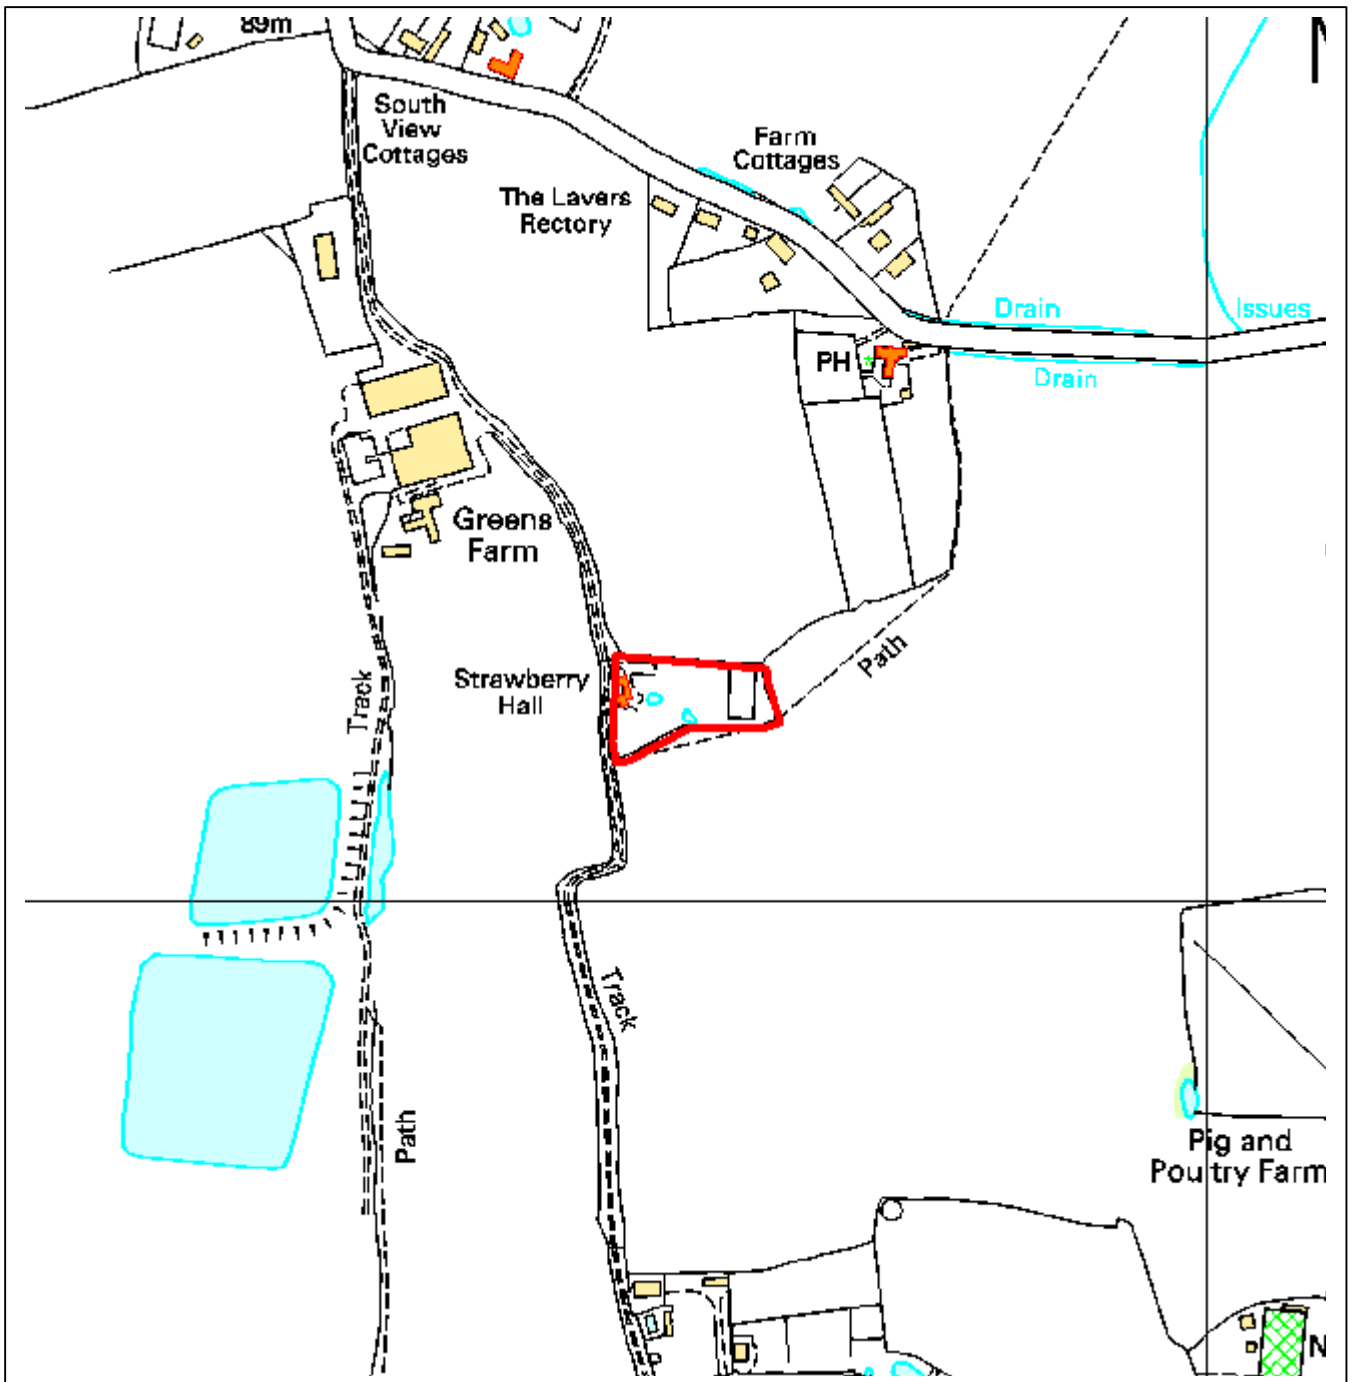 89m
South
View
Cottages
Farm
Cottages
The Lavers
Rectory
Drain
Issues
PH
Drain
Greens
Farm
Path
Strawberry
Hall
Track
Track
Path
Pig and
Poultry Farm
N